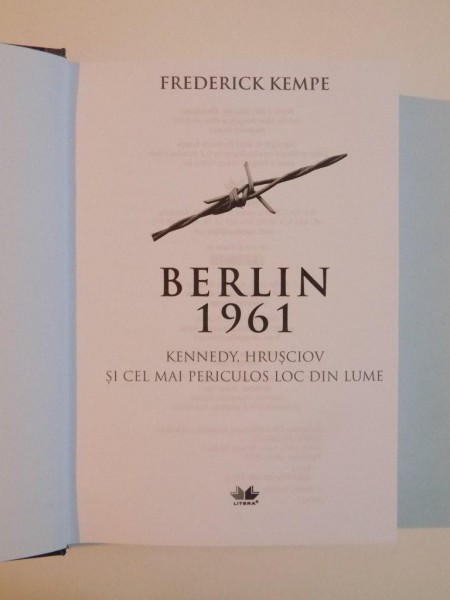 FREDERICK KEMPE
BERLIN
1961
KENNEDY, HRUȘCIOV
ȘI CEL MAI PERICULOS LOC DIN LUME
LITERA®